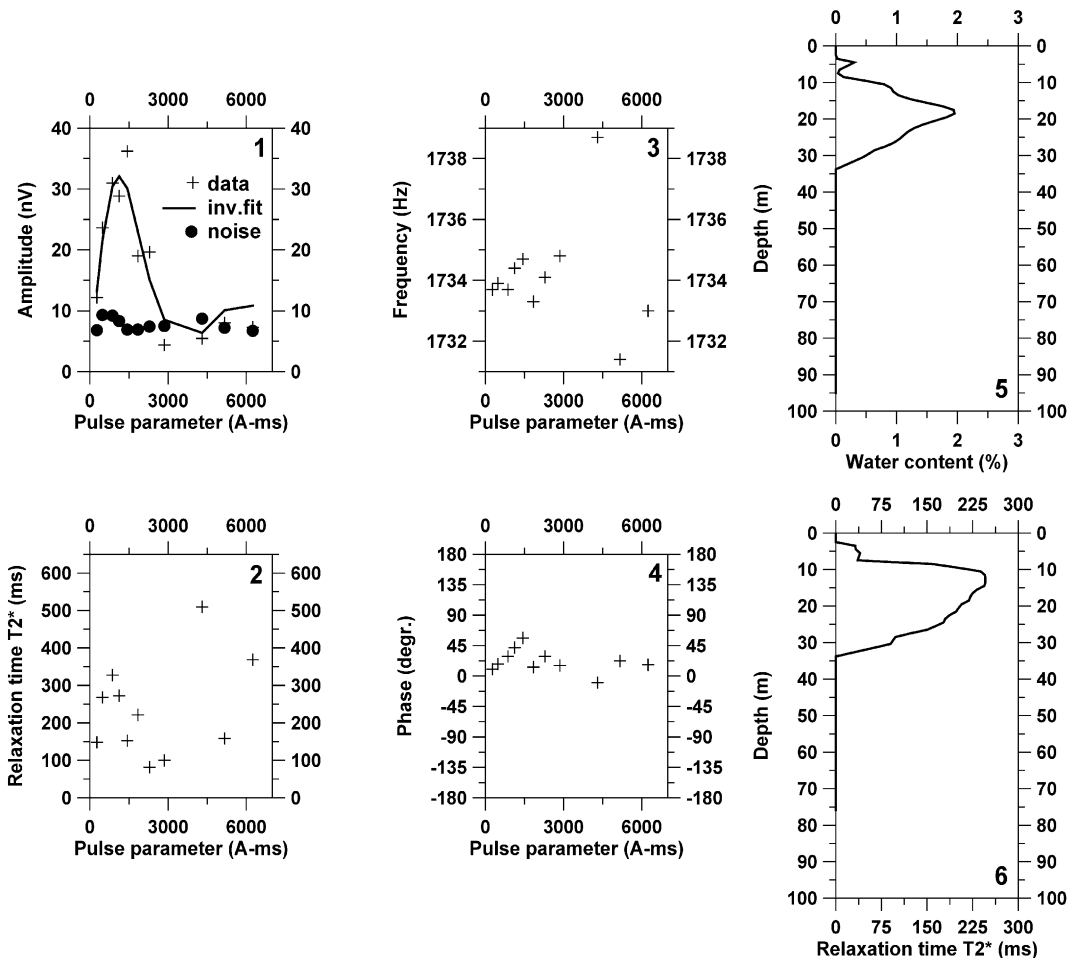 0 3000 6000
40 40
1
30 30
data
inv.fit
noise
20 20
10 10
0 0
Amplitude (nV)
0 3000 6000
Pulse parameter (A-ms)
0 3000 6000
3
1738 1738
1736 1736
1734 1734
1732 1732
Frequency (Hz)
0 3000 6000
Pulse parameter (A-ms)
0 1 2 3
0 0
10 10
20 20
30 30
40 40
50 50
60 60
70 70
80 80
90 90
100 100
5
Depth (m)
0 1 2 3
Water content (%)
0 3000 6000
2
600 600
500 500
400 400
300 300
200 200
100 100
0 0
Relaxation time T2* (ms)
0 3000 6000
Pulse parameter (A-ms)
0 3000 6000
4
180 180
135 135
90 90
45 45
0 0
-45 -45
-90 -90
-135 -135
-180 -180
Phase (degr.)
0 3000 6000
Pulse parameter (A-ms)
0 75 150 225 300
0 0
10 10
20 20
30 30
40 40
50 50
60 60
70 70
80 80
90 90
100 100
6
Depth (m)
0 75 150 225 300
Relaxation time T2* (ms)